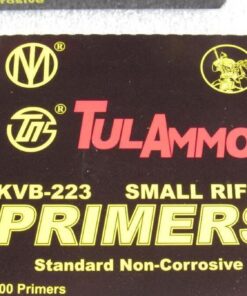 TULAMMO
KVB-223 SMALL RIF
PRIMERS
Standard Non-Corrosive
00 Primers